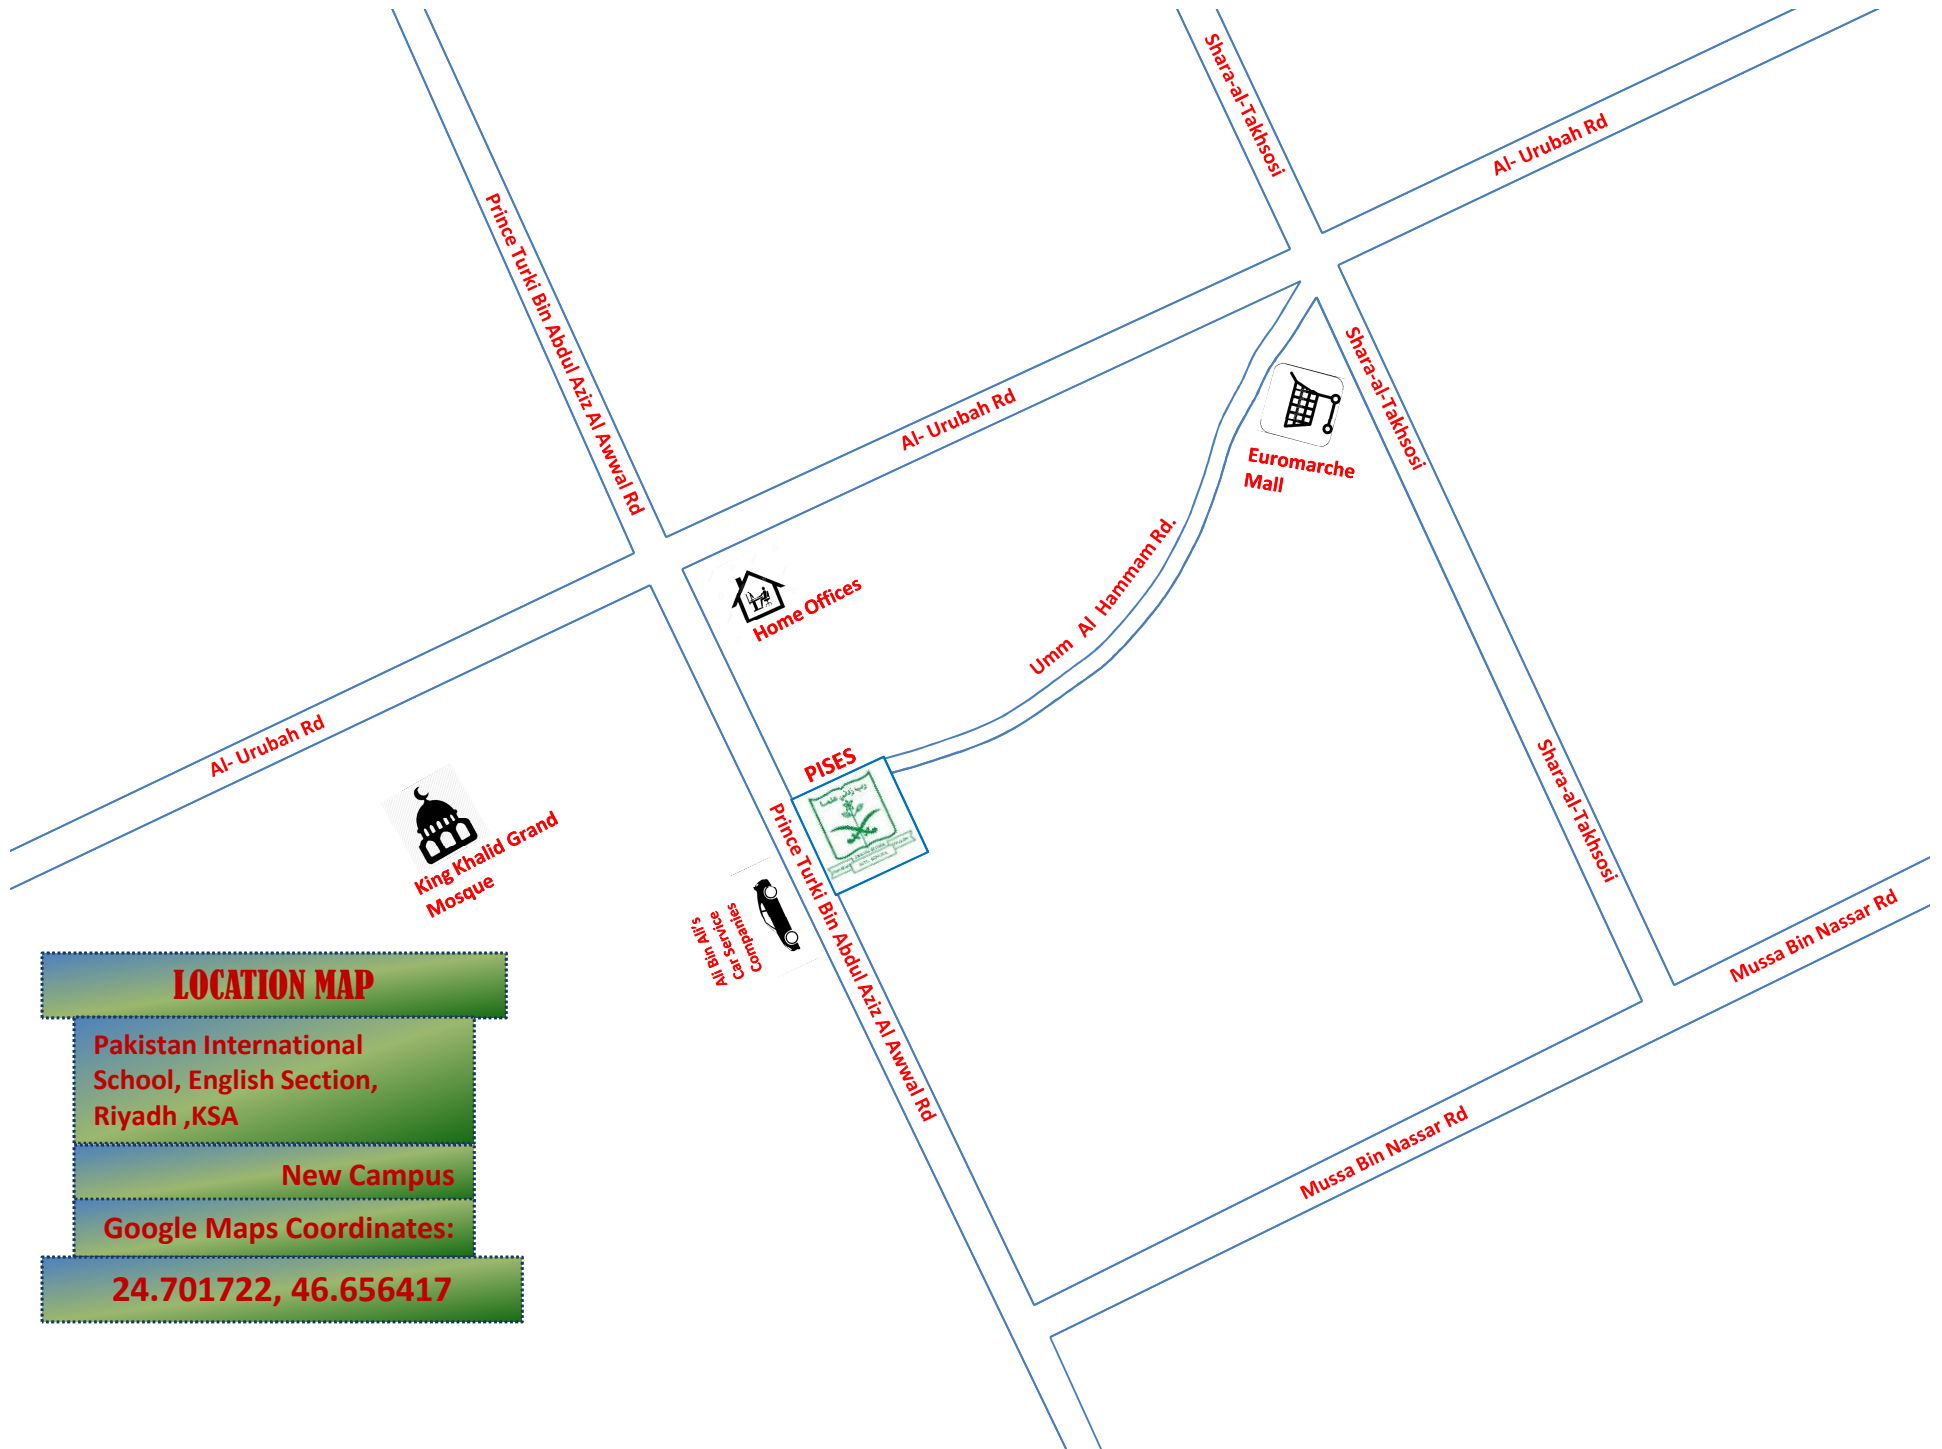 Shara-al-Takhsosi
Al- Urubah Rd
Prince Turki Bin Abdul Aziz Al Awwal Rd
Shara-al-Takhsosi
Al- Urubah Rd
Euromarche
Mall
Umm Al Hammam Rd.
Home Offices
Al- Urubah Rd
PISES
رب زدني علما
Shara-al-Takhsosi
King Khalid Grand
Mosque
Prince Turki Bin Abdul Aziz Al Awwal Rd
Ali Bin Ali's
Car Service
Companies
Mussa Bin Nassar Rd
Mussa Bin Nassar Rd
LOCATION MAP
Pakistan International
School, English Section,
Riyadh ,KSA
New Campus
Google Maps Coordinates:
24.701722, 46.656417